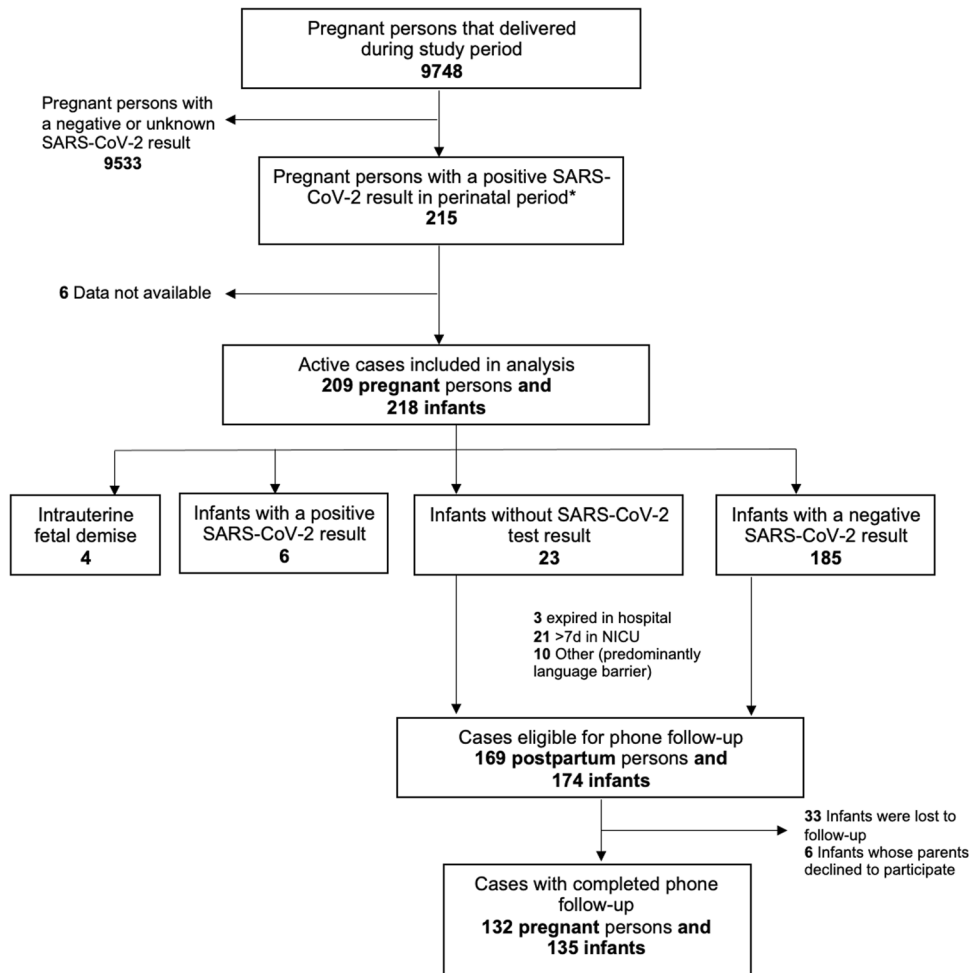 Pregnant persons that delivered
during study period
9748
Pregnant persons with
a negative or unknown
SARS-CoV-2 result
9533
Pregnant persons with a positive SARS-
CoV-2 result in perinatal period*
215
6 Data not available
Active cases included in analysis
209 pregnant persons and
218 infants
Intrauterine
fetal demise
4
Infants with a positive
SARS-CoV-2 result
6
Infants without SARS-CoV-2
test result
23
Infants with a negative
SARS-CoV-2 result
185
3 expired in hospital
21 >7d in NICU
10 Other (predominantly
language barrier)
Cases eligible for phone follow-up
169 postpartum persons and
174 infants
33 Infants were lost to
follow-up
6 Infants whose parents
declined to participate
Cases with completed phone
follow-up
132 pregnant persons and
135 infants